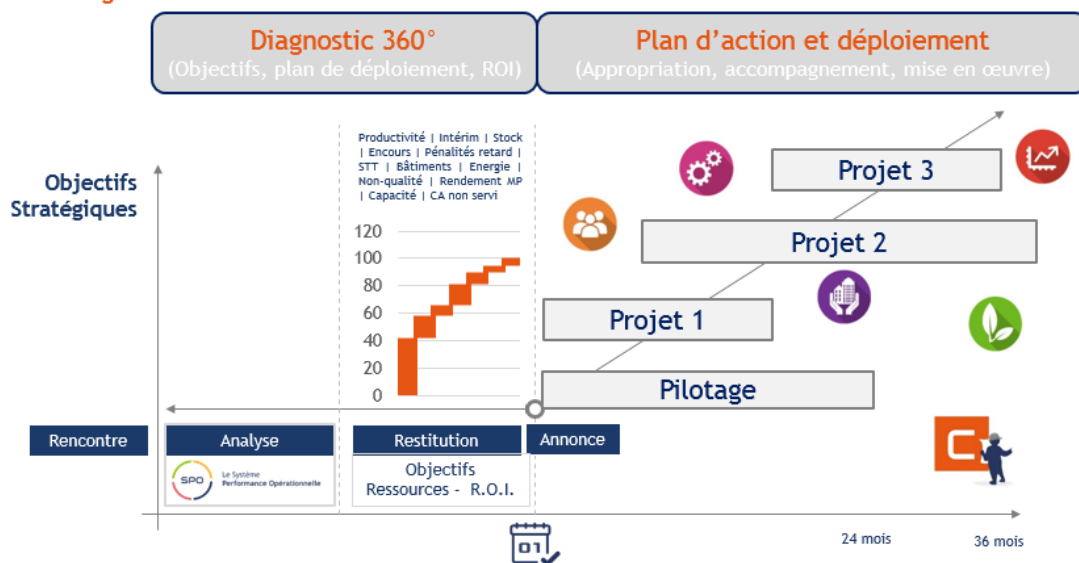 Diagnostic 360°
(Objectifs, plan de déploiement, ROI)
Plan d'action et déploiement
(Appropriation, accompagnement, mise en œuvre)
Objectifs
Stratégiques
Productivité | Intérim | Stock
| Encours | Pénalités retard |
STT | Bâtiments | Energie |
Non-qualité | Rendement MP
| Capacité | CA non servi
120
100
80
60
40
20
0
Projet 3
Projet 2
Projet 1
Pilotage
Rencontre
Analyse
SPO
Le Système
Performance Opérationnelle
Restitution
Objectifs
Ressources - R.O.I.
Annonce
C
01
24 mois
36 mois